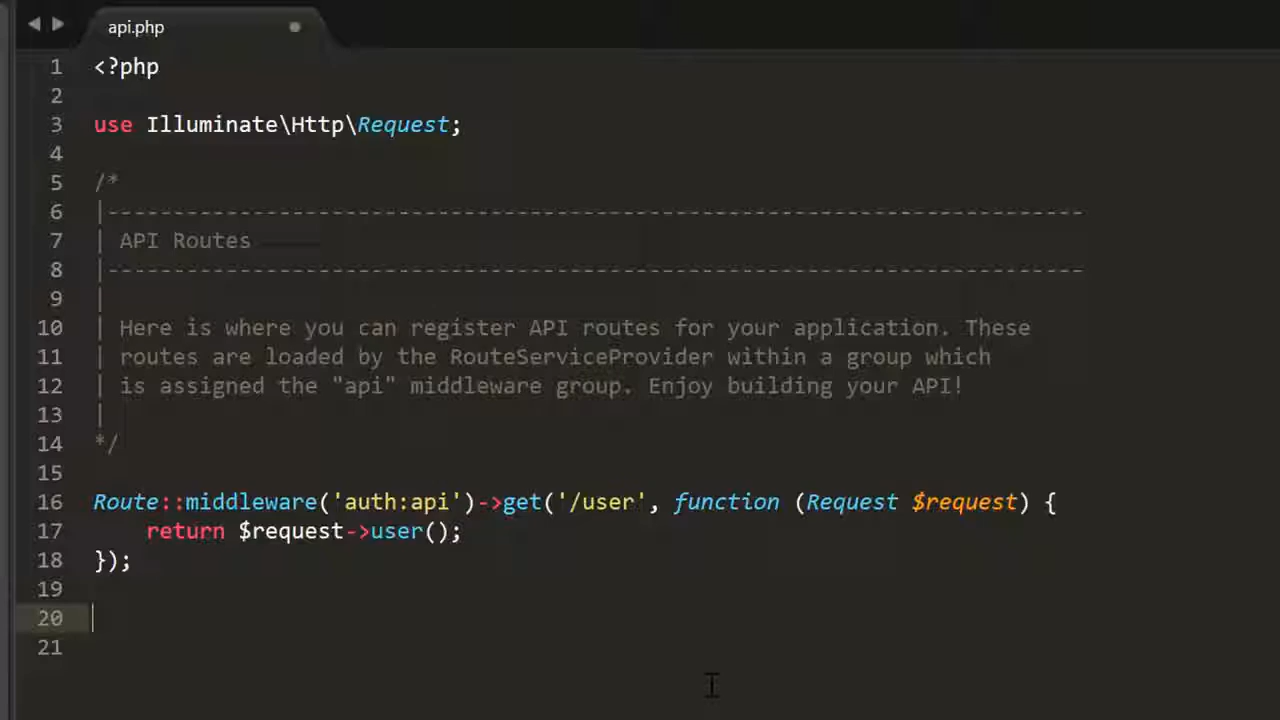 api.php
1 <?php
2
3 use Illuminate\Http\Request;
4
5 /*
6 |--------------------------------------------------------------------------
7 | API Routes
8 |--------------------------------------------------------------------------
9 |
10 | Here is where you can register API routes for your application. These
11 | routes are loaded by the RouteServiceProvider within a group which
12 | is assigned the "api" middleware group. Enjoy building your API!
13 |
14 */
15
16 Route::middleware('auth:api')->get('/user', function (Request $request) {
17     return $request->user();
18 });
19
20
21